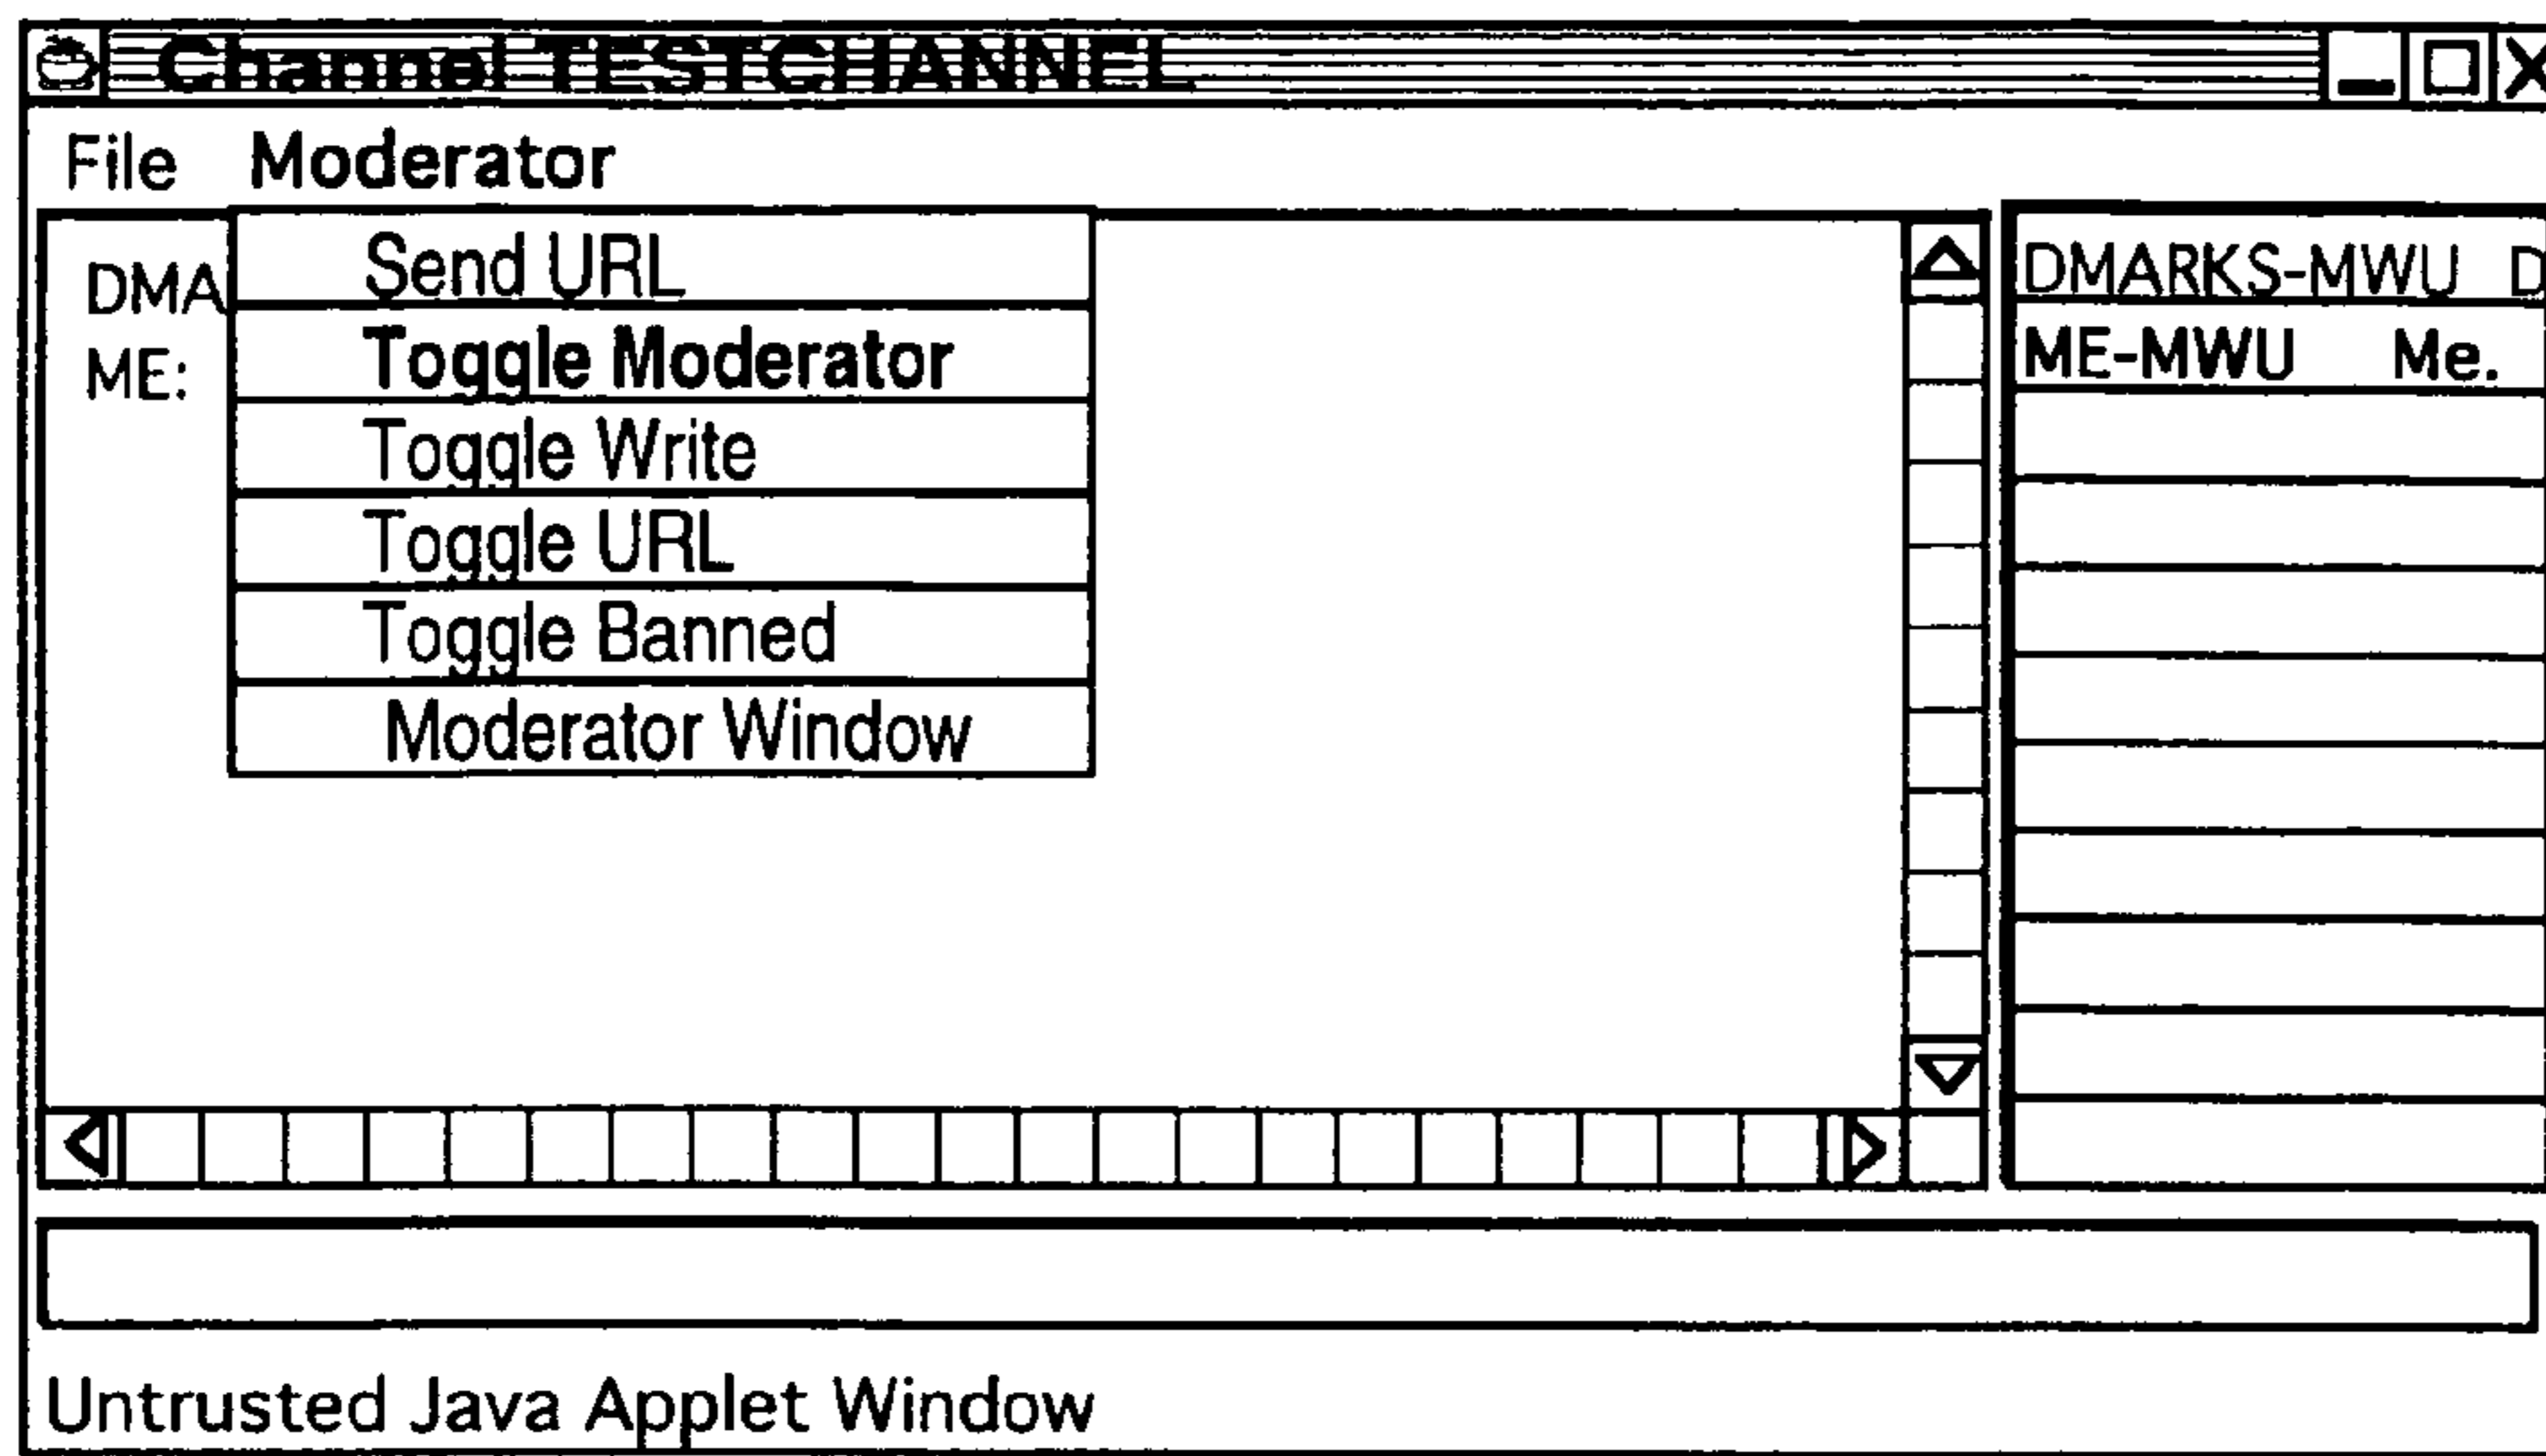 Channel TESTCHANNEL
File Moderator
DMA
ME:
Send URL
Toggle Moderator
Toggle Write
Toggle URL
Toggle Banned
Moderator Window
DMARKS-MWU D
ME-MWU Me.
Untrusted Java Applet Window